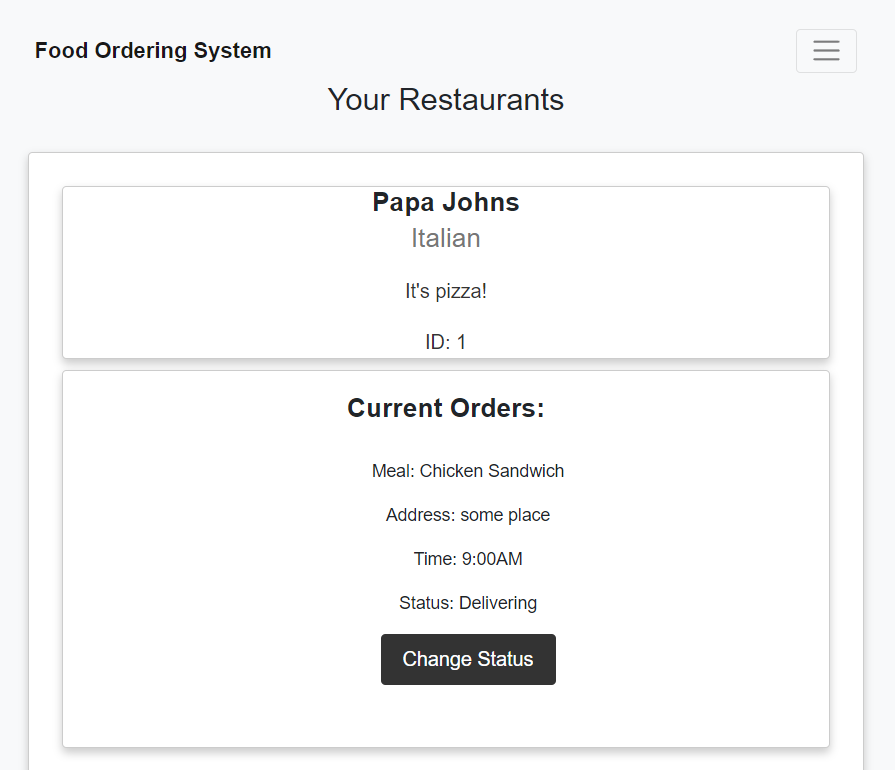 Food Ordering System
Your Restaurants
Papa Johns
Italian
It's pizza!
ID: 1
Current Orders:
Meal: Chicken Sandwich
Address: some place
Time: 9:00AM
Status: Delivering
Change Status